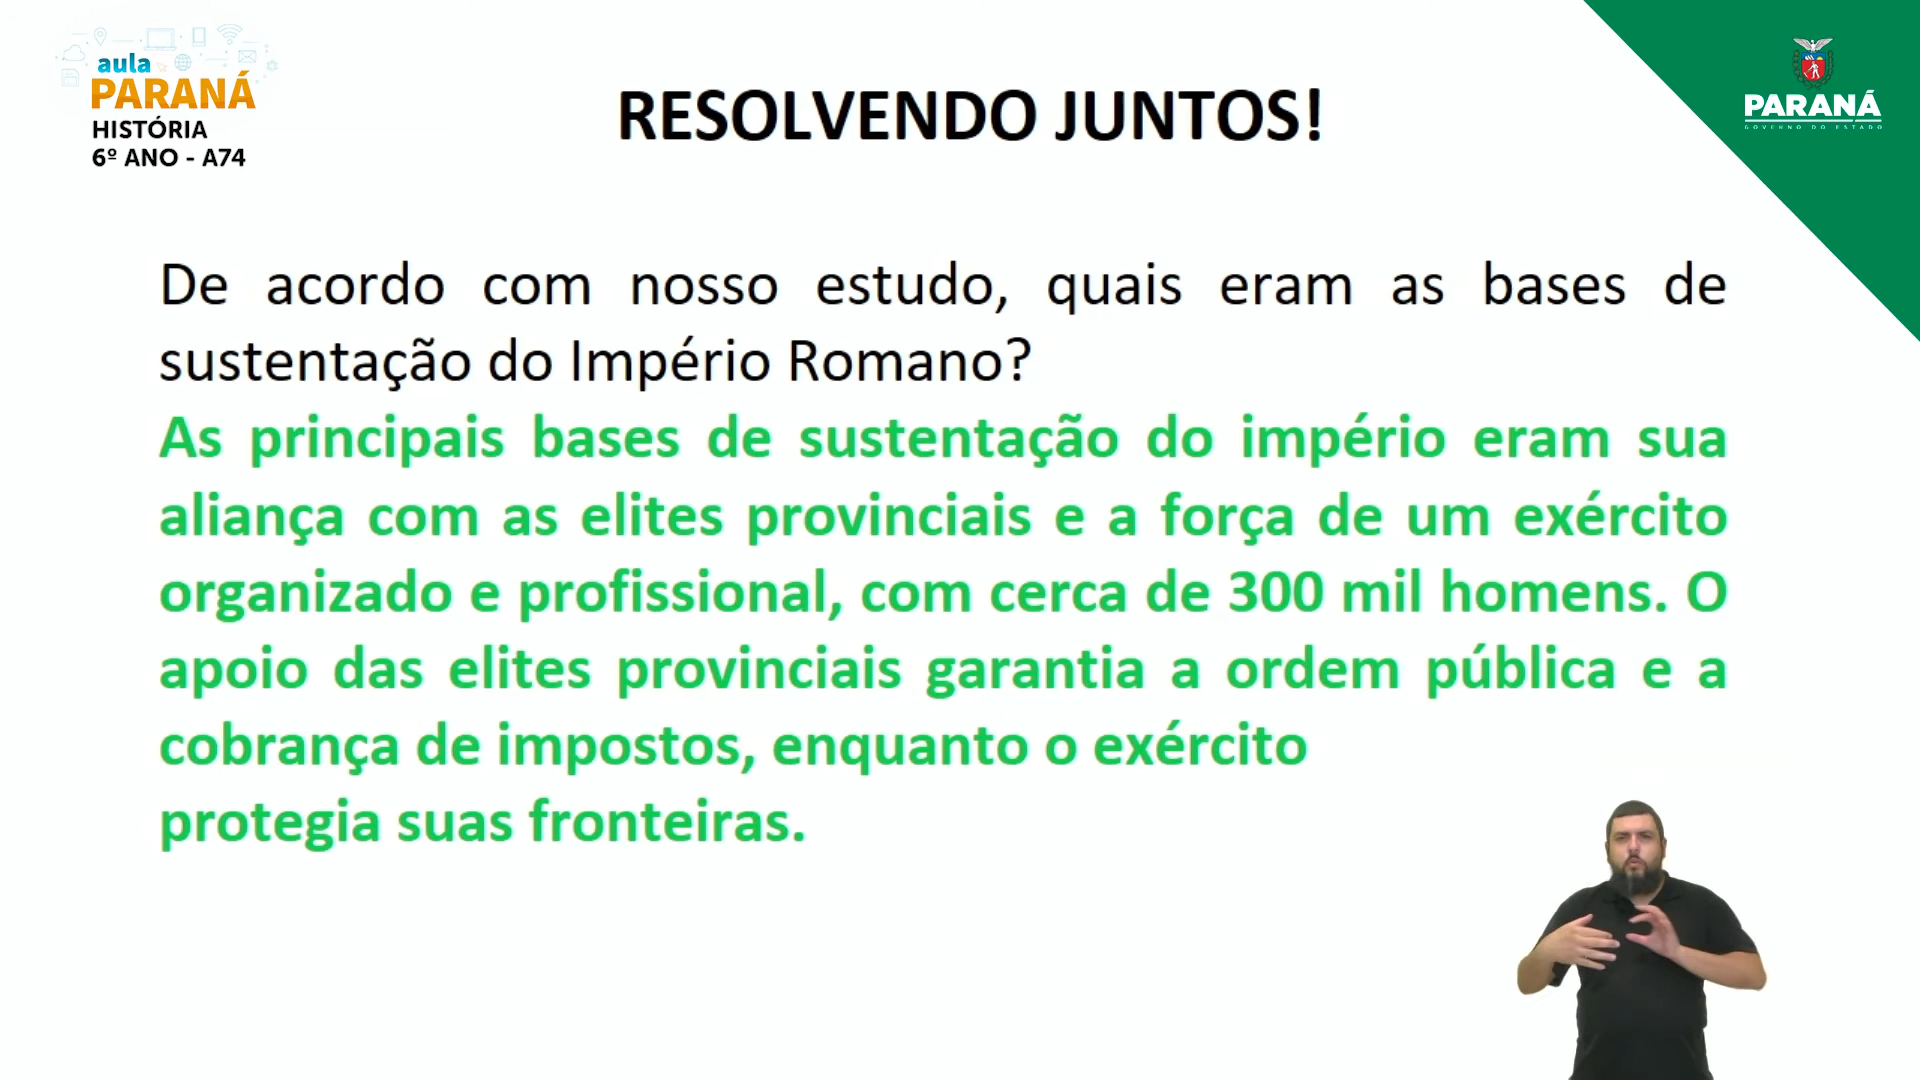 aula
PARANÁ
HISTÓRIA
6º ANO - A74
RESOLVENDO JUNTOS!
PARANÁ
GOVERNO DO ESTADO
De acordo com nosso estudo, quais eram as bases de
sustentação do Império Romano?
As principais bases de sustentação do império eram sua
aliança com as elites provinciais e a força de um exército
organizado e profissional, com cerca de 300 mil homens. O
apoio das elites provinciais garantia a ordem pública e a
cobrança de impostos, enquanto o exército
protegia suas fronteiras.